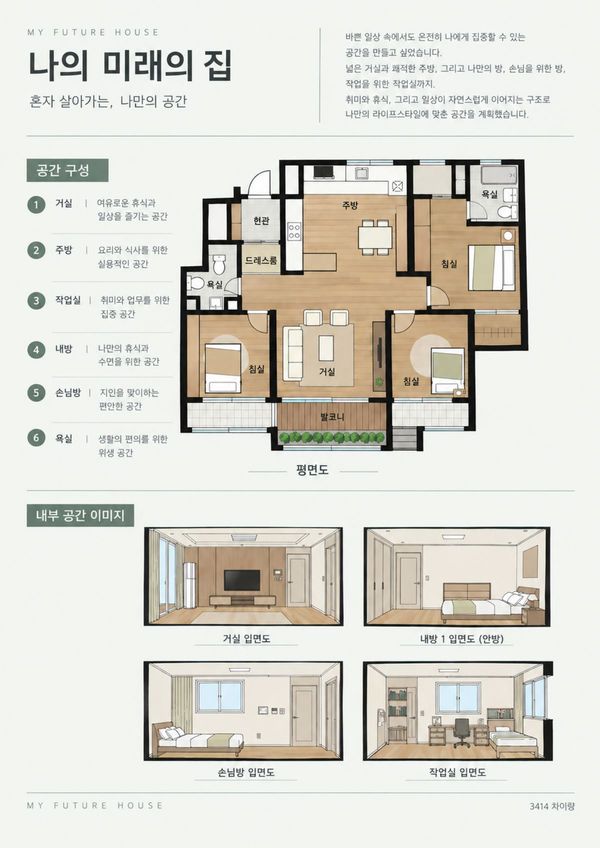 MY FUTURE HOUSE
나의 미래의 집
혼자 살아가는, 나만의 공간
바쁜 일상 속에서도 온전히 나에게 집중할 수 있는
공간을 만들고 싶었습니다.
넓은 거실과 쾌적한 주방, 그리고 나만의 방, 손님을 위한 방,
작업을 위한 작업실까지.
취미와 휴식, 그리고 일상이 자연스럽게 이어지는 구조로
나만의 라이프스타일에 맞춘 공간을 계획했습니다.
공간 구성
1 거실 | 여유로운 휴식과
일상을 즐기는 공간
2 주방 | 요리와 식사를 위한
실용적인 공간
3 작업실 | 취미와 업무를 위한
집중 공간
4 내방 | 나만의 휴식과
수면을 위한 공간
5 손님방 | 지인을 맞이하는
편안한 공간
6 욕실 | 생활의 편의를 위한
위생 공간
욕실
주방
현관
드레스룸
침실
욕실
침실
거실
침실
발코니
평면도
내부 공간 이미지
거실 입면도
내방 1 입면도 (안방)
손님방 입면도
작업실 입면도
MY FUTURE HOUSE
3414 차이량